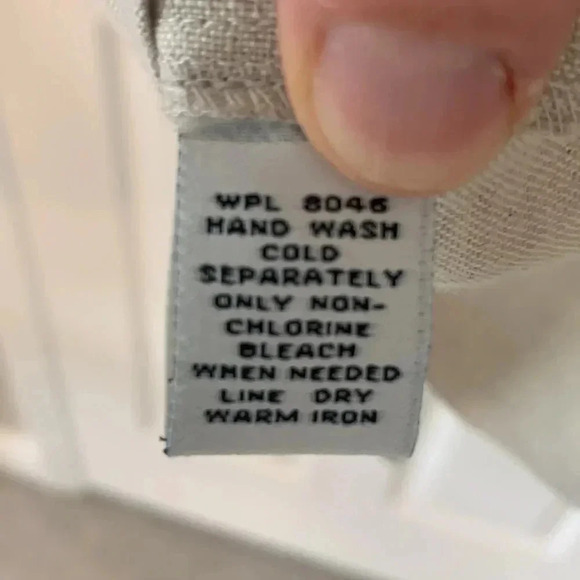 WPL 8046
HAND WASH
COLD
SEPARATELY
ONLY NON-
CHLORINE
BLEACH
WHEN NEEDED
LINE DRY
WARM IRON